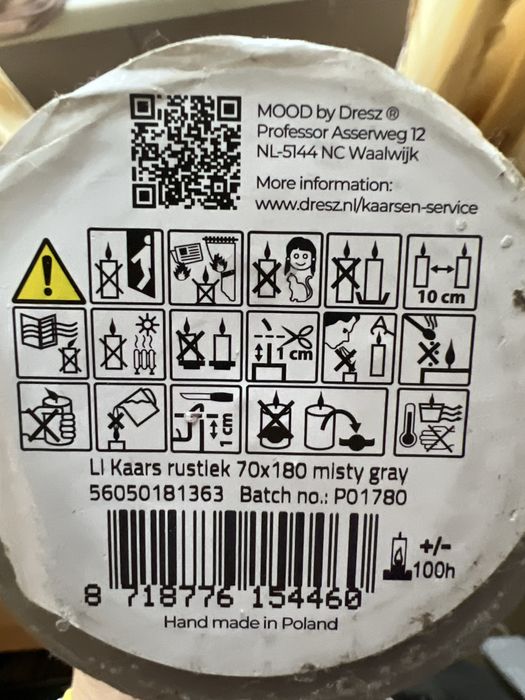 MOOD by Dresz ®
Professor Asserweg 12
NL-5144 NC Waalwijk
More information:
www.dresz.nl/kaarsen-service
10 cm
1 cm
1 cm
LI Kaars rustiek 70x180 misty gray
56050181363 Batch no.: P01780
+/-
100h
8 718776 154460
Hand made in Poland